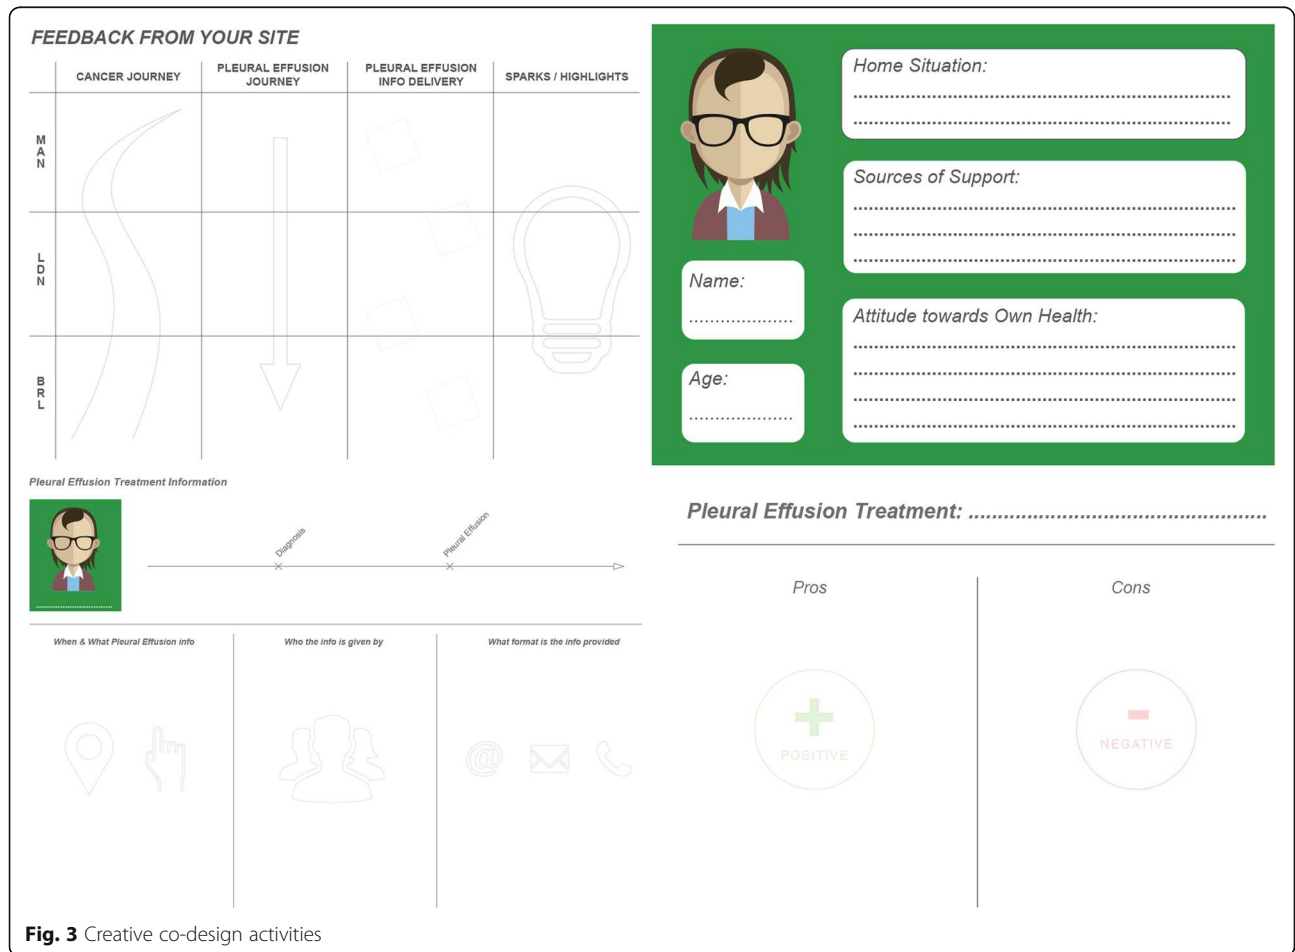 FEEDBACK FROM YOUR SITE
CANCER JOURNEY
PLEURAL EFFUSION
JOURNEY
PLEURAL EFFUSION
INFO DELIVERY
SPARKS / HIGHLIGHTS
MAN
LDN
BRL
Home Situation:
Sources of Support:
Name:
Attitude towards Own Health:
Age:
Pleural Effusion Treatment Information
Diagnosis
Pleural Effusion
When & What Pleural Effusion info
Who the info is given by
What format is the info provided
@
Pleural Effusion Treatment: ....................................................
Pros
Cons
+
POSITIVE
-
NEGATIVE
Fig. 3 Creative co-design activities